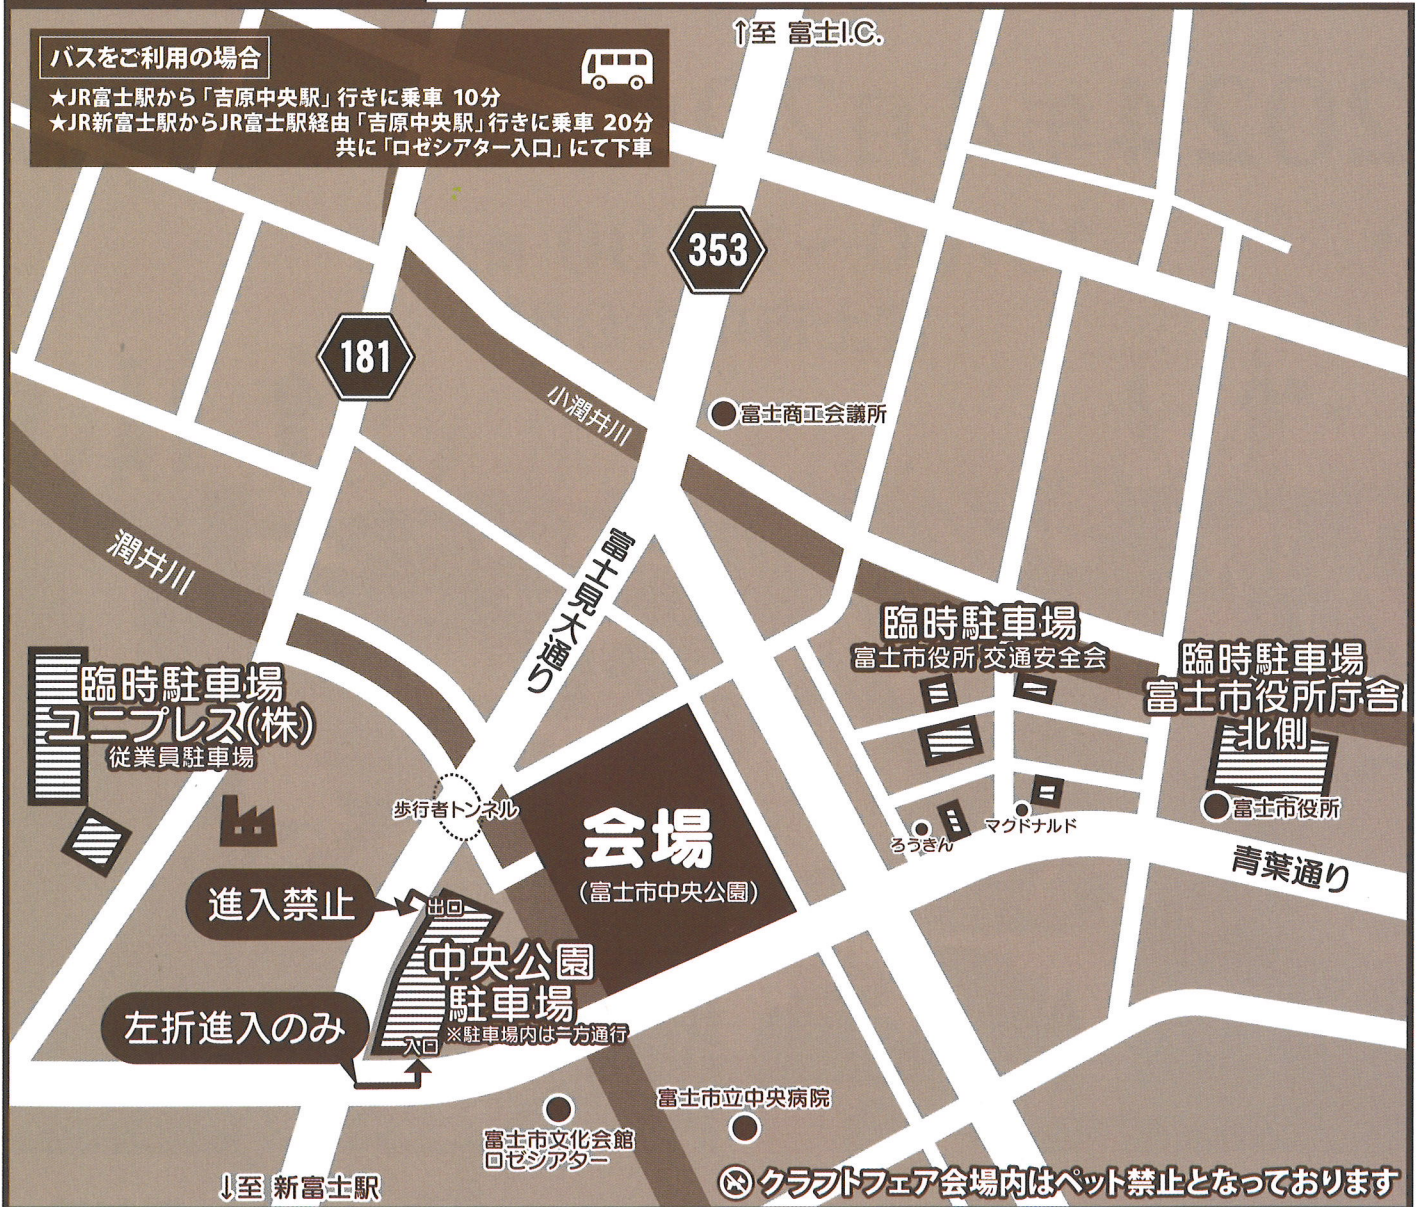 ↑至 富士I.C.
バスをご利用の場合
★JR富士駅から「吉原中央駅」行きに乗車 10分
★JR新富士駅からJR富士駅経由「吉原中央駅」行きに乗車 20分
共に「ロゼシアター入口」にて下車
353
181
小潤井川
富士商工会議所
潤井川
富士見大通り
臨時駐車場
富士市役所 交通安全会
臨時駐車場
富士市役所庁舎
北側
臨時駐車場
ユニプレス(株)
従業員駐車場
歩行者トンネル
会場
(富士市中央公園)
ろうきん
マクドナルド
富士市役所
青葉通り
進入禁止
出口
中央公園
駐車場
※駐車場内は一方通行
左折進入のみ
入口
富士市立中央病院
富士市文化会館
ロゼシアター
↓至 新富士駅
クラフトフェア会場内はペット禁止となっております